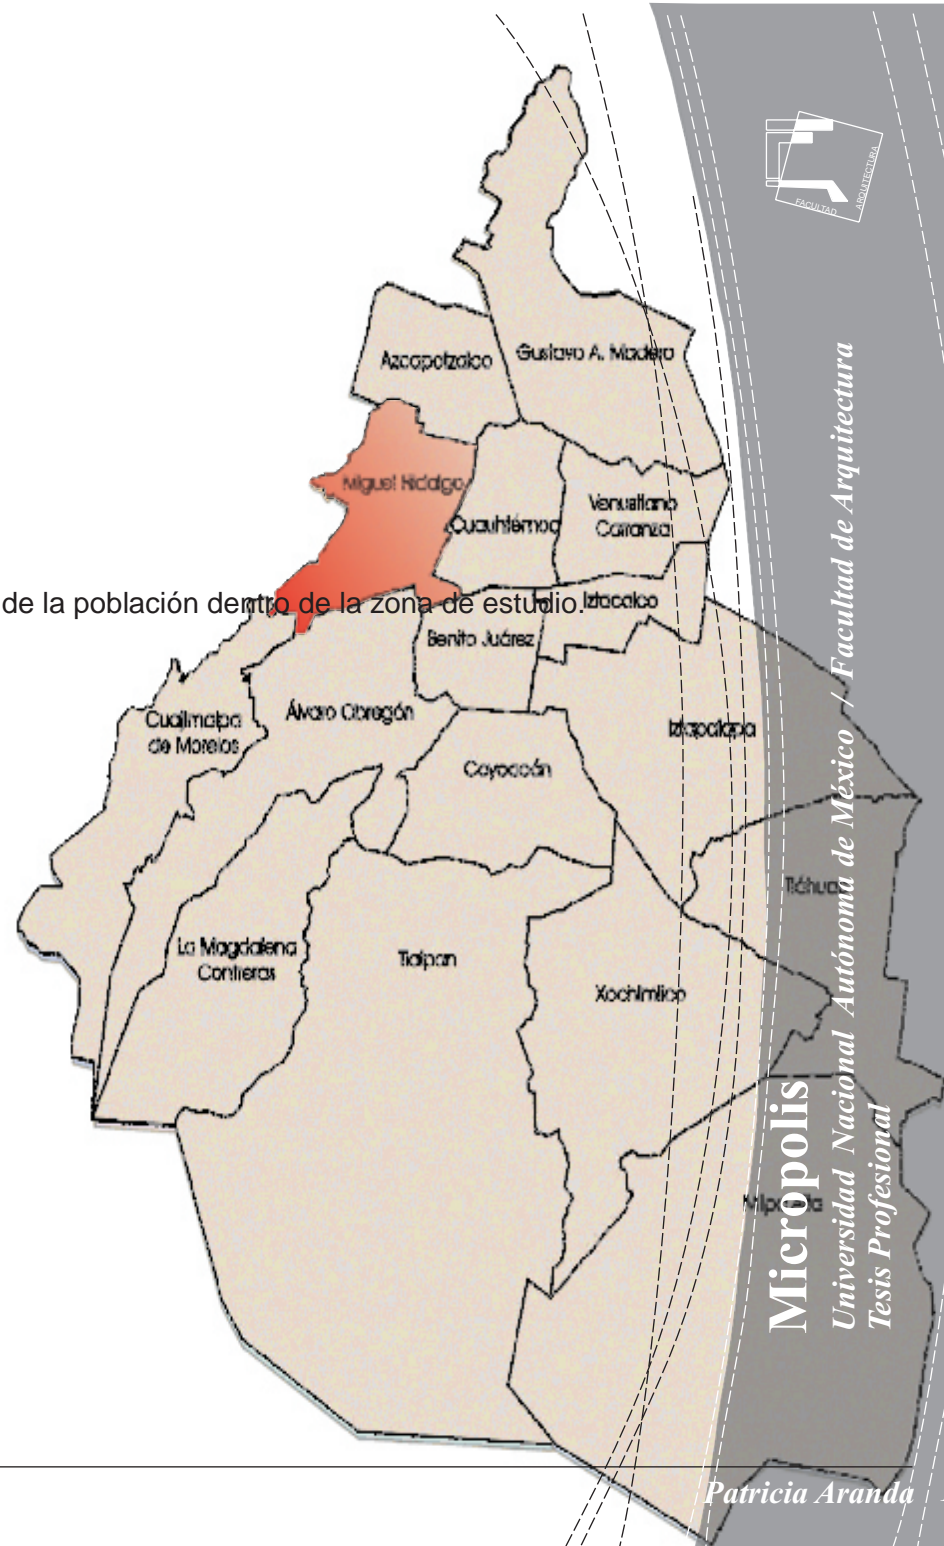 FACULTAD
ARQUITECTURA
Azcapotzalco
Gustavo A. Madero
Miguel Hidalgo
Cuauhtémoc
Venustiano
Carranza
de la población dentro de la zona de estudio.
Iztacalco
Benito Juárez
Cuajimalpa
de Morelos
Álvaro Obregón
Iztapalapa
Coyoacán
Tláhuac
La Magdalena
Contreras
Tlalpan
Xochimilco
Milpa Alta
Micropolis
Universidad Nacional Autónoma de México / Facultad de Arquitectura
Tesis Profesional
Patricia Aranda